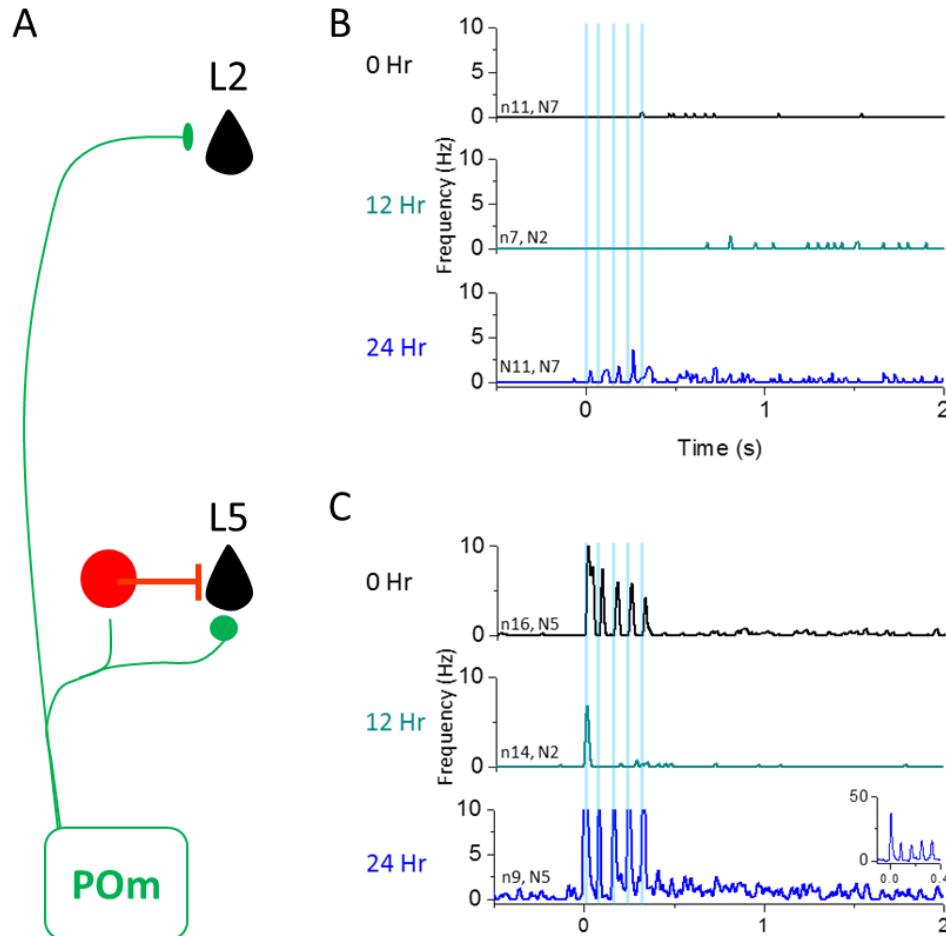 A
L2
L5
POm
B
0 Hr
12 Hr
24 Hr
Frequency (Hz)
10
5
0
n11, N7
10
5
0
n7, N2
10
5
0
N11, N7
0
1
2
Time (s)
C
0 Hr
12 Hr
24 Hr
Frequency (Hz)
10
5
0
n16, N5
10
5
0
n14, N2
10
5
0
n9, N5
50
0
0.0
0.4
0
1
2